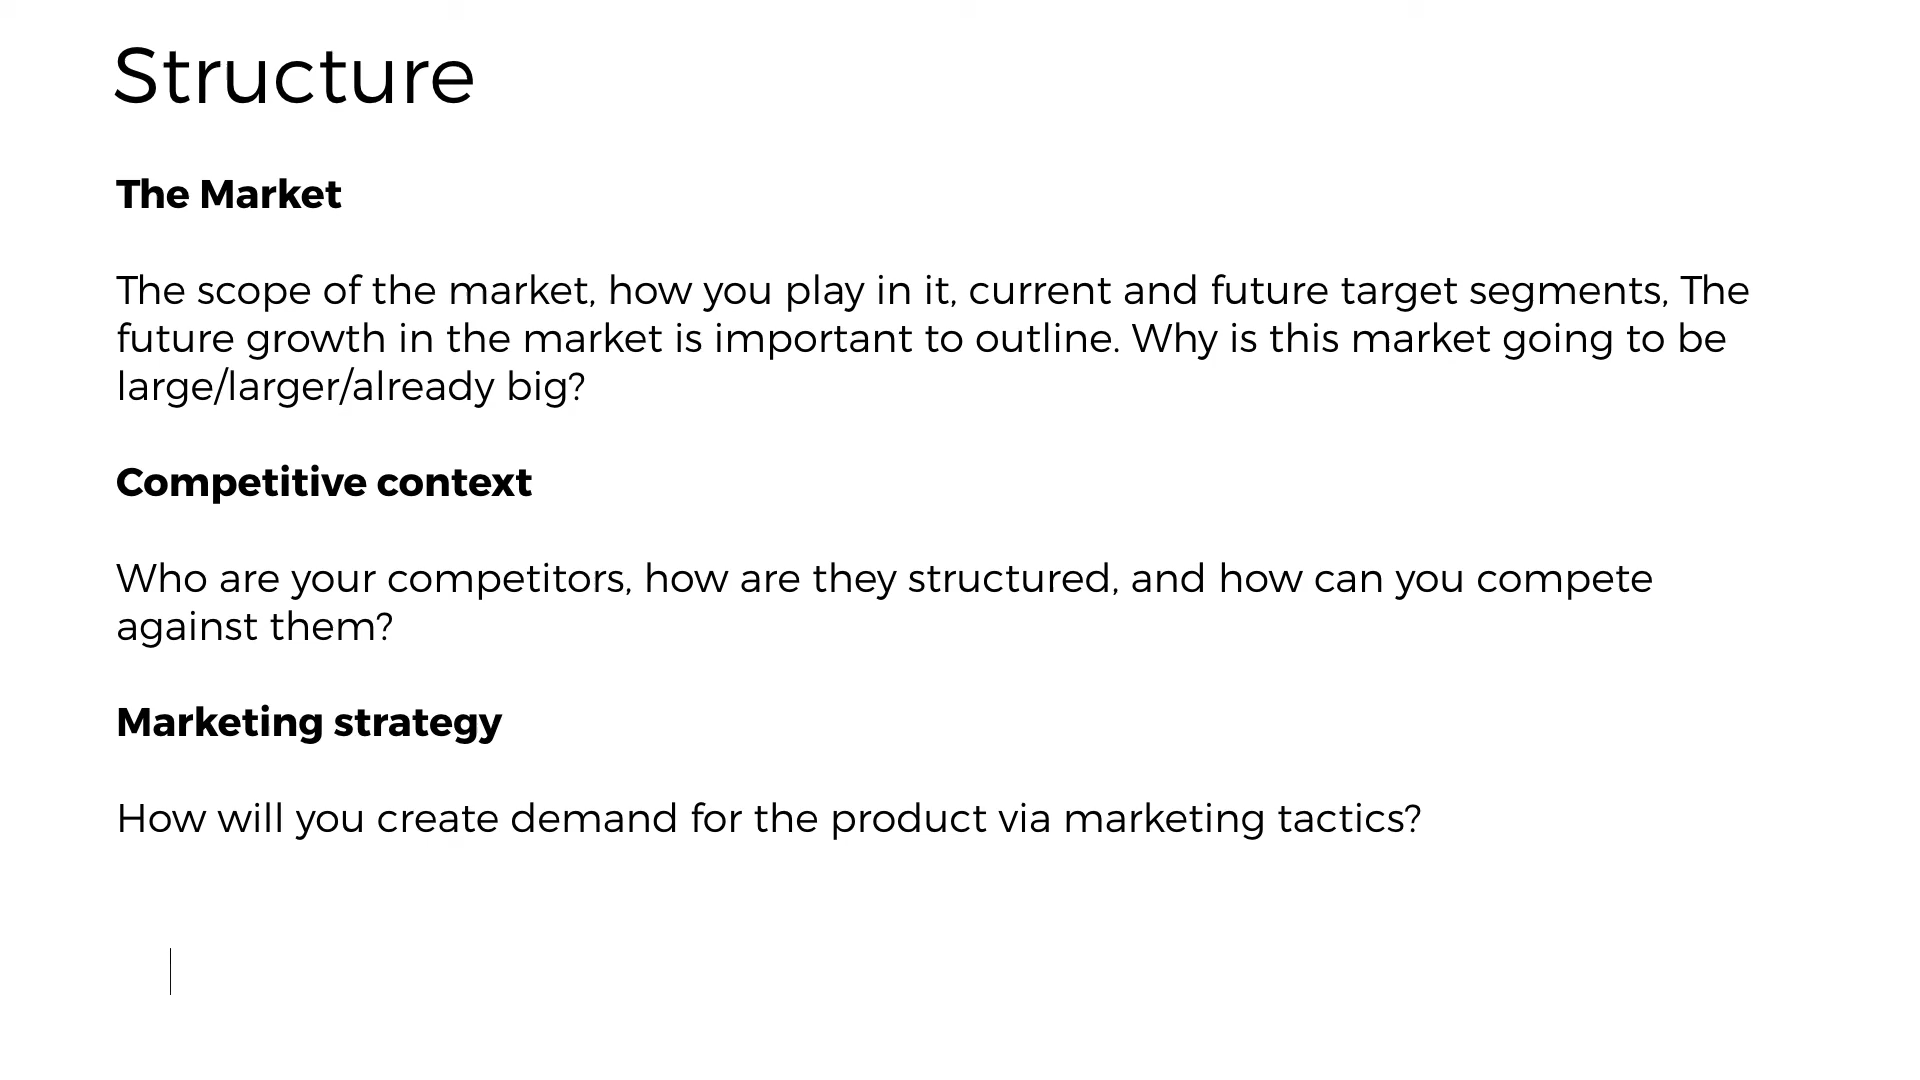 Structure
The Market
The scope of the market, how you play in it, current and future target segments, The
future growth in the market is important to outline. Why is this market going to be
large/larger/already big?
Competitive context
Who are your competitors, how are they structured, and how can you compete
against them?
Marketing strategy
How will you create demand for the product via marketing tactics?